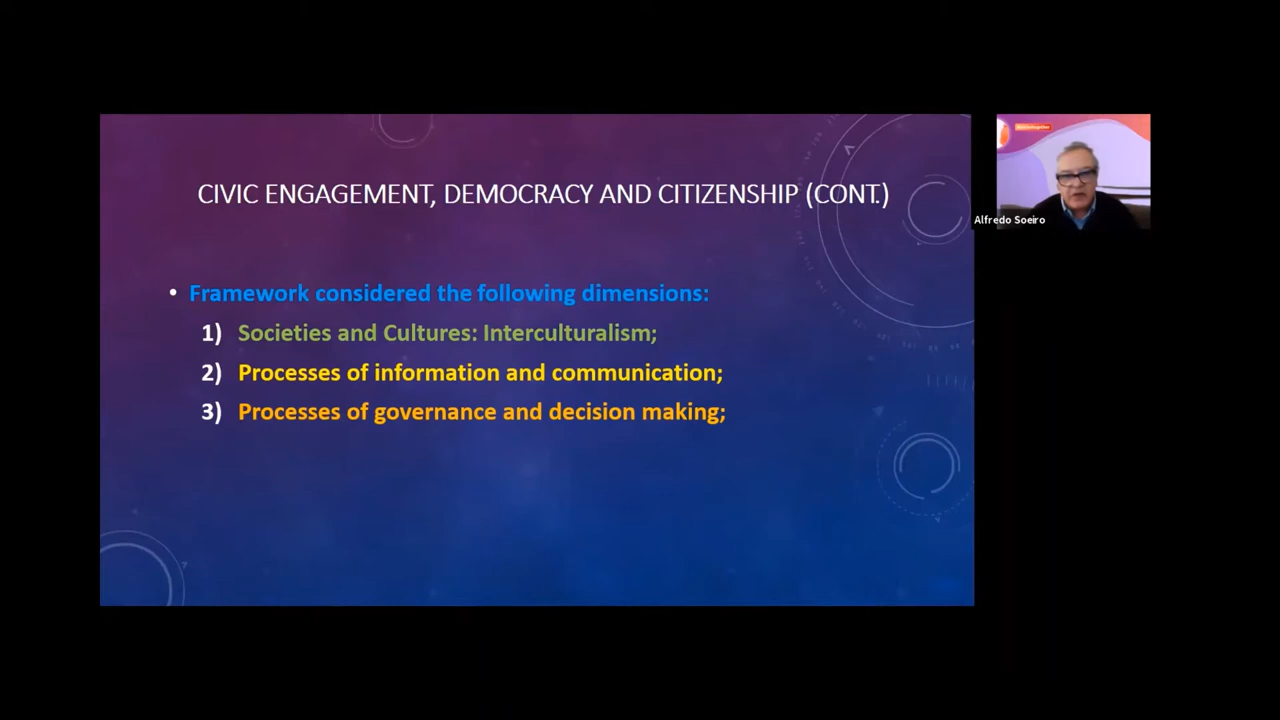 CIVIC ENGAGEMENT, DEMOCRACY AND CITIZENSHIP (CONT.)
• Framework considered the following dimensions:
1) Societies and Cultures: Interculturalism;
2) Processes of information and communication;
3) Processes of governance and decision making;
Alfredo Soeiro